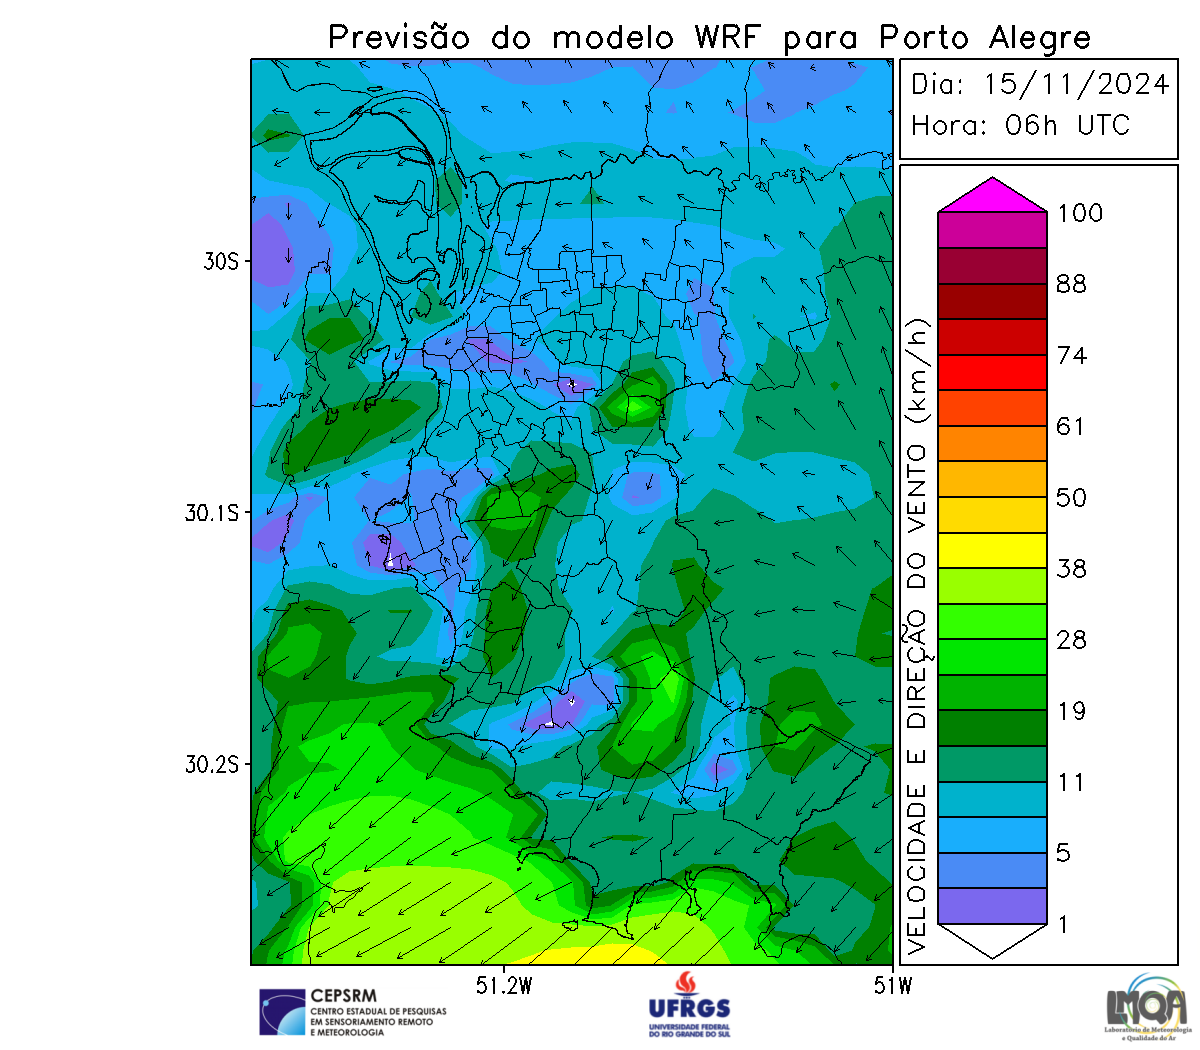 Previsão do modelo WRF para Porto Alegre
Dia: 15/11/2024
Hora: 06h UTC
30S
30.1S
30.2S
51.2W
51W
VELOCIDADE E DIREÇÃO DO VENTO (km/h)
100
88
74
61
50
38
28
19
11
5
1
CEPSRM
CENTRO ESTADUAL DE PESQUISAS
EM SENSORIAMENTO REMOTO
E METEOROLOGIA
UFRGS
UNIVERSIDADE FEDERAL
DO RIO GRANDE DO SUL
LMQA
Laboratório de Meteorologia
e Qualidade do Ar